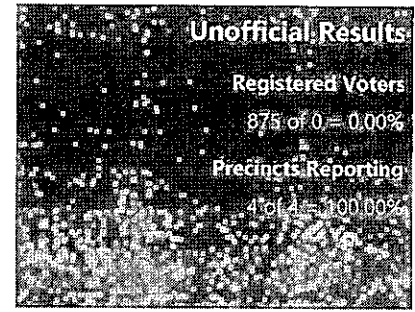 Unofficial Results
Registered Voters
875 of 0 = 0.00%
Precincts Reporting
4 of 4 = 100.00%